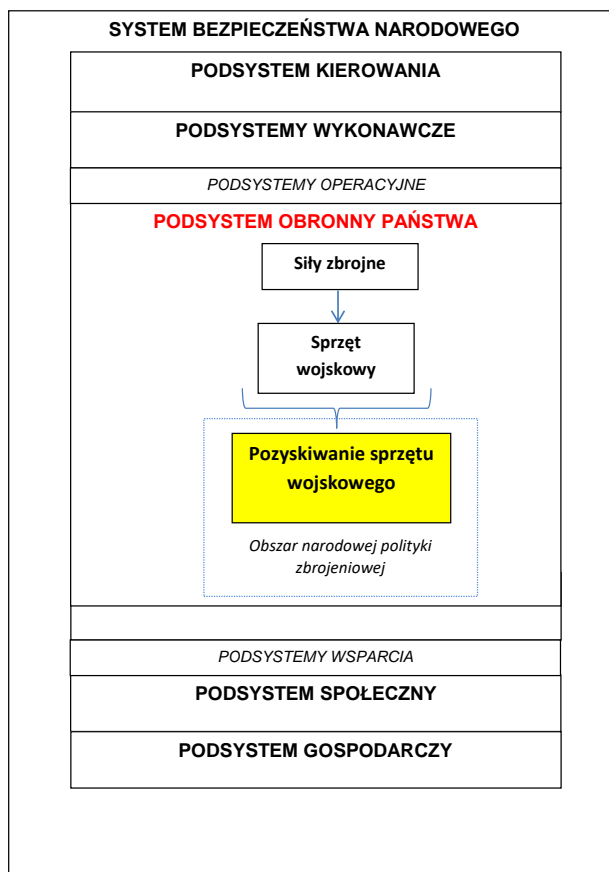 SYSTEM BEZPIECZEŃSTWA NARODOWEGO
PODSYSTEM KIEROWANIA
PODSYSTEMY WYKONAWCZE
PODSYSTEMY OPERACYJNE
PODSYSTEM OBRONNY PAŃSTWA
Siły zbrojne
Sprzęt
wojskowy
Pozyskiwanie sprzętu
wojskowego
Obszar narodowej polityki
zbrojeniowej
PODSYSTEMY WSPARCIA
PODSYSTEM SPOŁECZNY
PODSYSTEM GOSPODARCZY